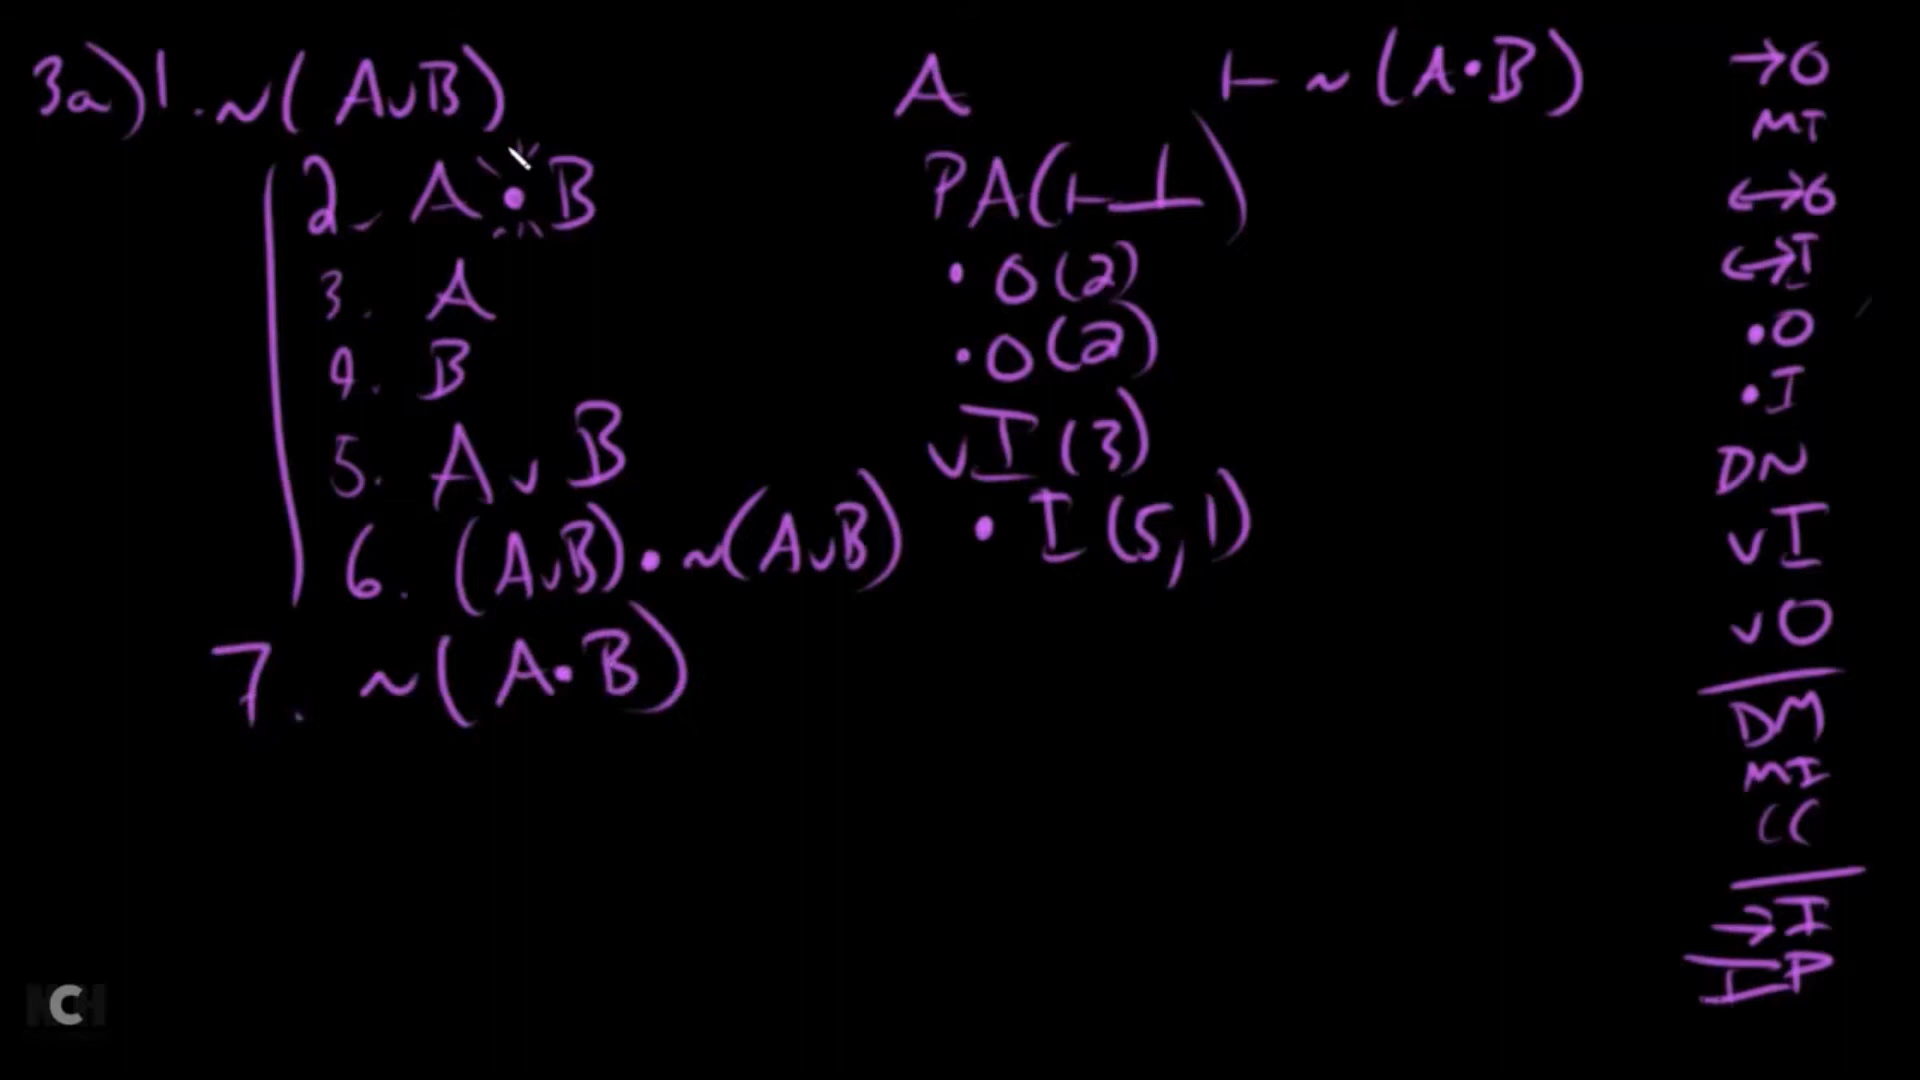 3a) 1. ~(A∨B) A ⊢ ~(A•B)
2. A • B PA(⊢⊥)
3. A •O(2)
4. B •O(2)
5. A ∨ B ∨I(3)
6. (A∨B)•~(A∨B) •I(5,1)
7. ~(A•B)
→O
MT
↔O
↔I
•O
•I
DN
∨I
∨O
DM
MI
CC
→I
IP
HCH